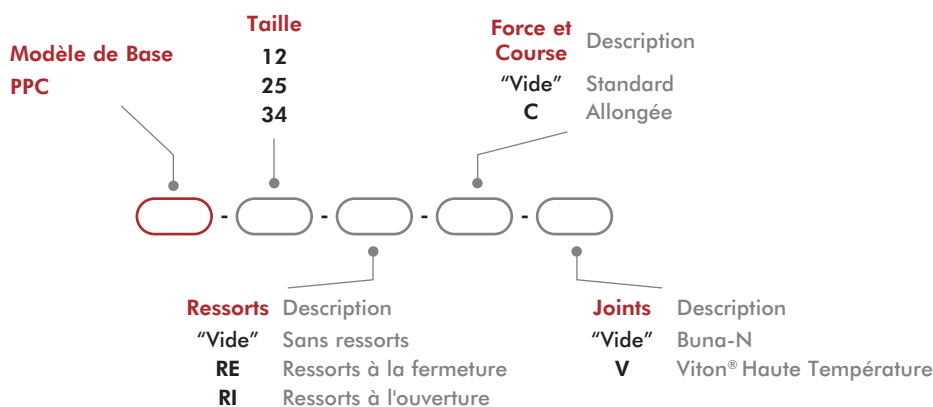 Modèle de Base
PPC
Taille
12
25
34
Force et Course Description
"Vide" Standard
C Allongée
- - - -
Ressorts Description
"Vide" Sans ressorts
RE Ressorts à la fermeture
RI Ressorts à l'ouverture
Joints Description
"Vide" Buna-N
V Viton® Haute Température